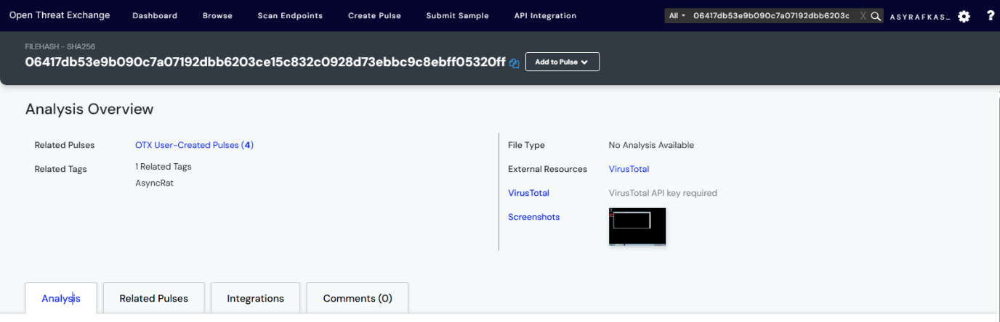 Open Threat Exchange Dashboard Browse Scan Endpoints Create Pulse Submit Sample API Integration All 06417db53e9b090c7a07192dbb6203c X ASYRAFKAS... ?
FILEHASH - SHA256
06417db53e9b090c7a07192dbb6203ce15c832c0928d73ebbc9c8ebff05320ff Add to Pulse
Analysis Overview
Related Pulses OTX User-Created Pulses (4)
Related Tags 1 Related Tags
AsyncRat
File Type No Analysis Available
External Resources VirusTotal
VirusTotal VirusTotal API key required
Screenshots
Analysis Related Pulses Integrations Comments (0)